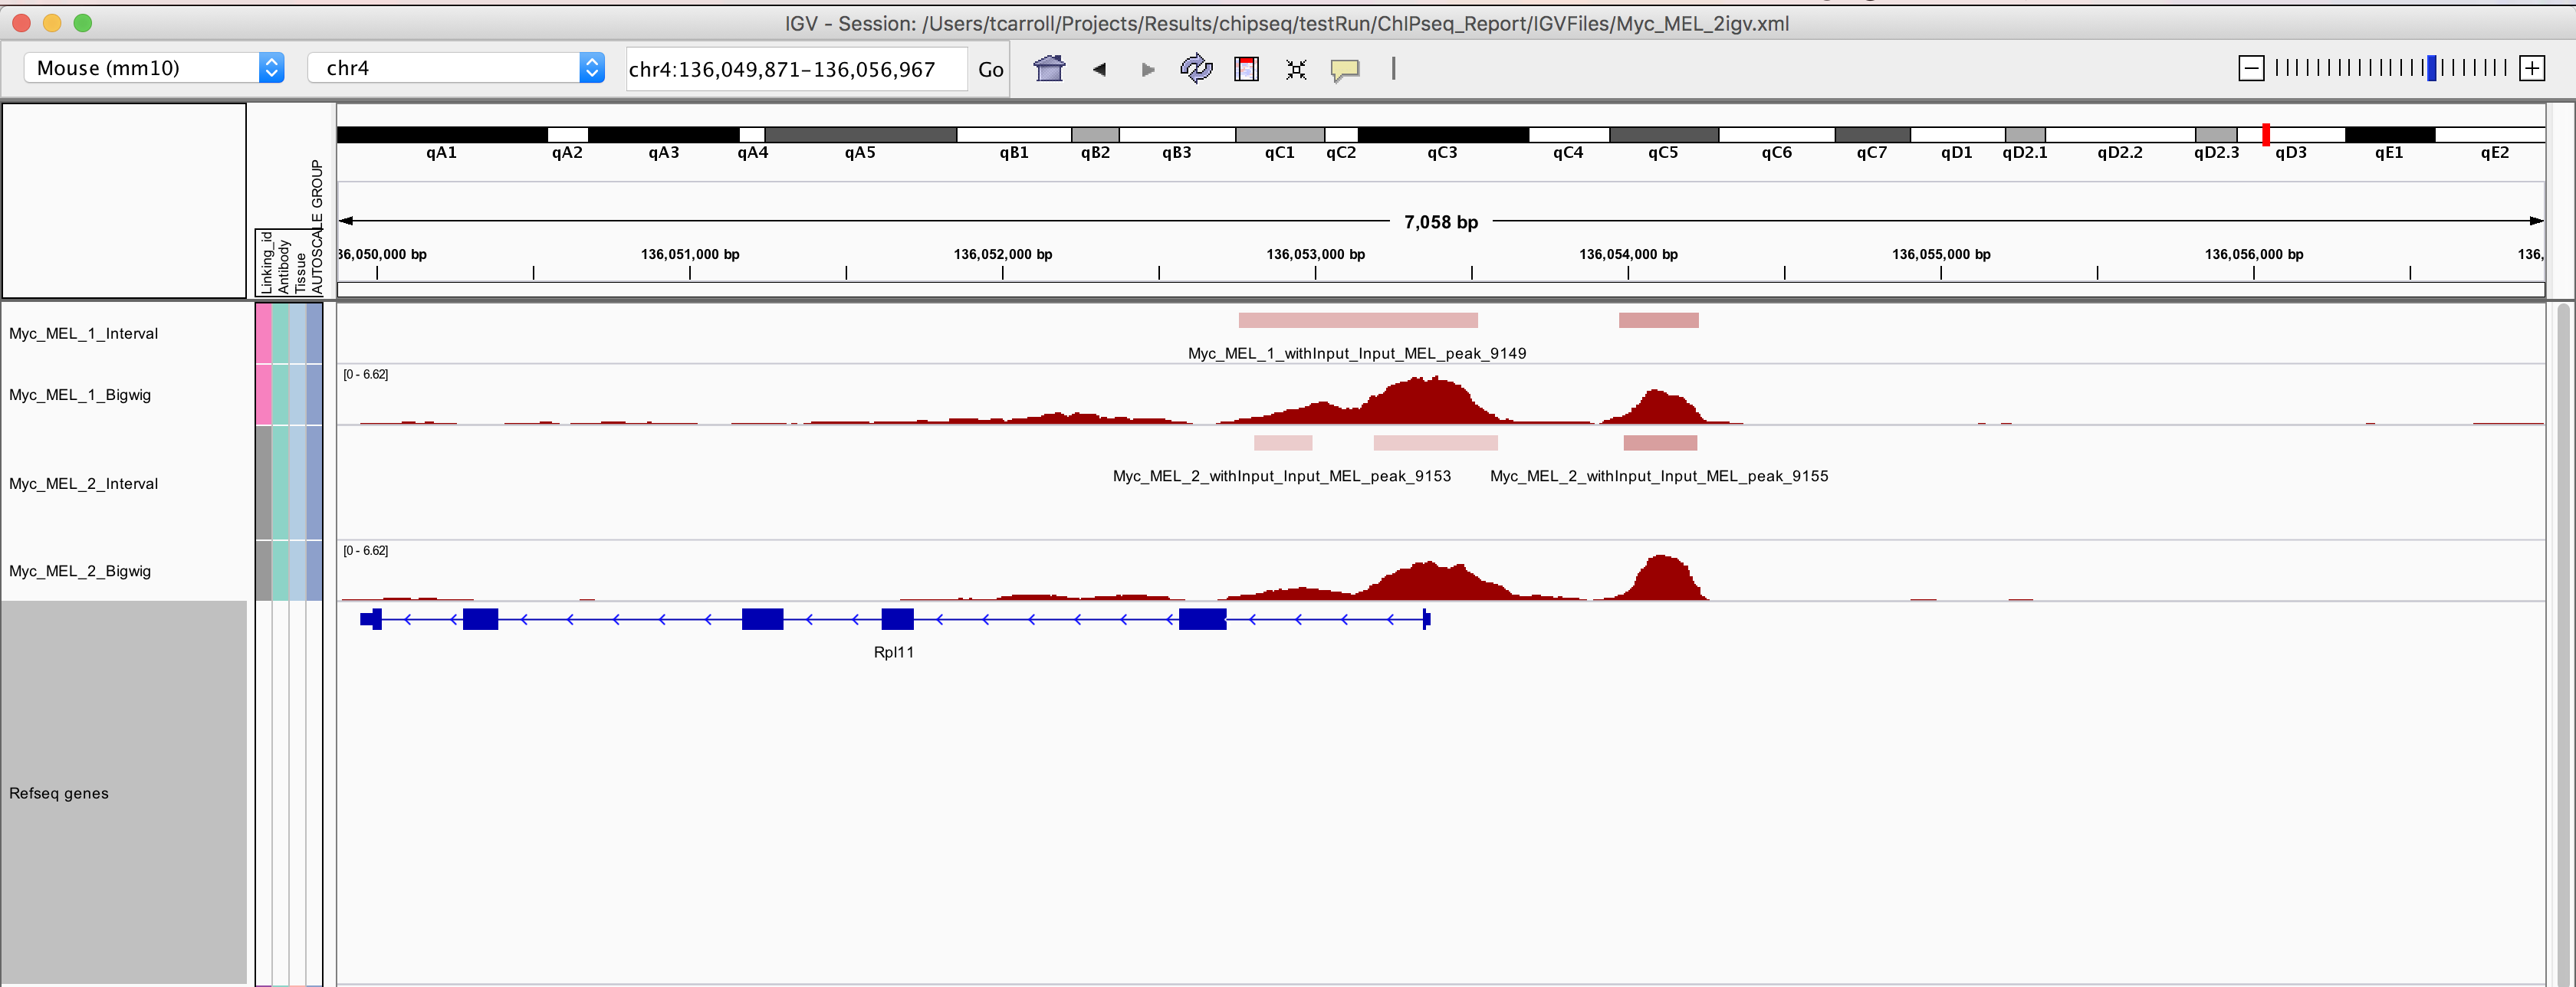 IGV - Session: /Users/tcarroll/Projects/Results/chipseq/testRun/ChIPseq_Report/IGVFiles/Myc_MEL_2igv.xml
Mouse (mm10) chr4 chr4:136,049,871-136,056,967 Go
qA1 qA2 qA3 qA4 qA5 qB1 qB2 qB3 qC1 qC2 qC3 qC4 qC5 qC6 qC7 qD1 qD2.1 qD2.2 qD2.3 qD3 qE1 qE2
7,058 bp
Linking_id
Antibody
Tissue
AUTOSCALE GROUP
36,050,000 bp 136,051,000 bp 136,052,000 bp 136,053,000 bp 136,054,000 bp 136,055,000 bp 136,056,000 bp 136,
Myc_MEL_1_Interval
Myc_MEL_1_withInput_Input_MEL_peak_9149
[0 - 6.62]
Myc_MEL_1_Bigwig
Myc_MEL_2_Interval
Myc_MEL_2_withInput_Input_MEL_peak_9153 Myc_MEL_2_withInput_Input_MEL_peak_9155
[0 - 6.62]
Myc_MEL_2_Bigwig
Rpl11
Refseq genes